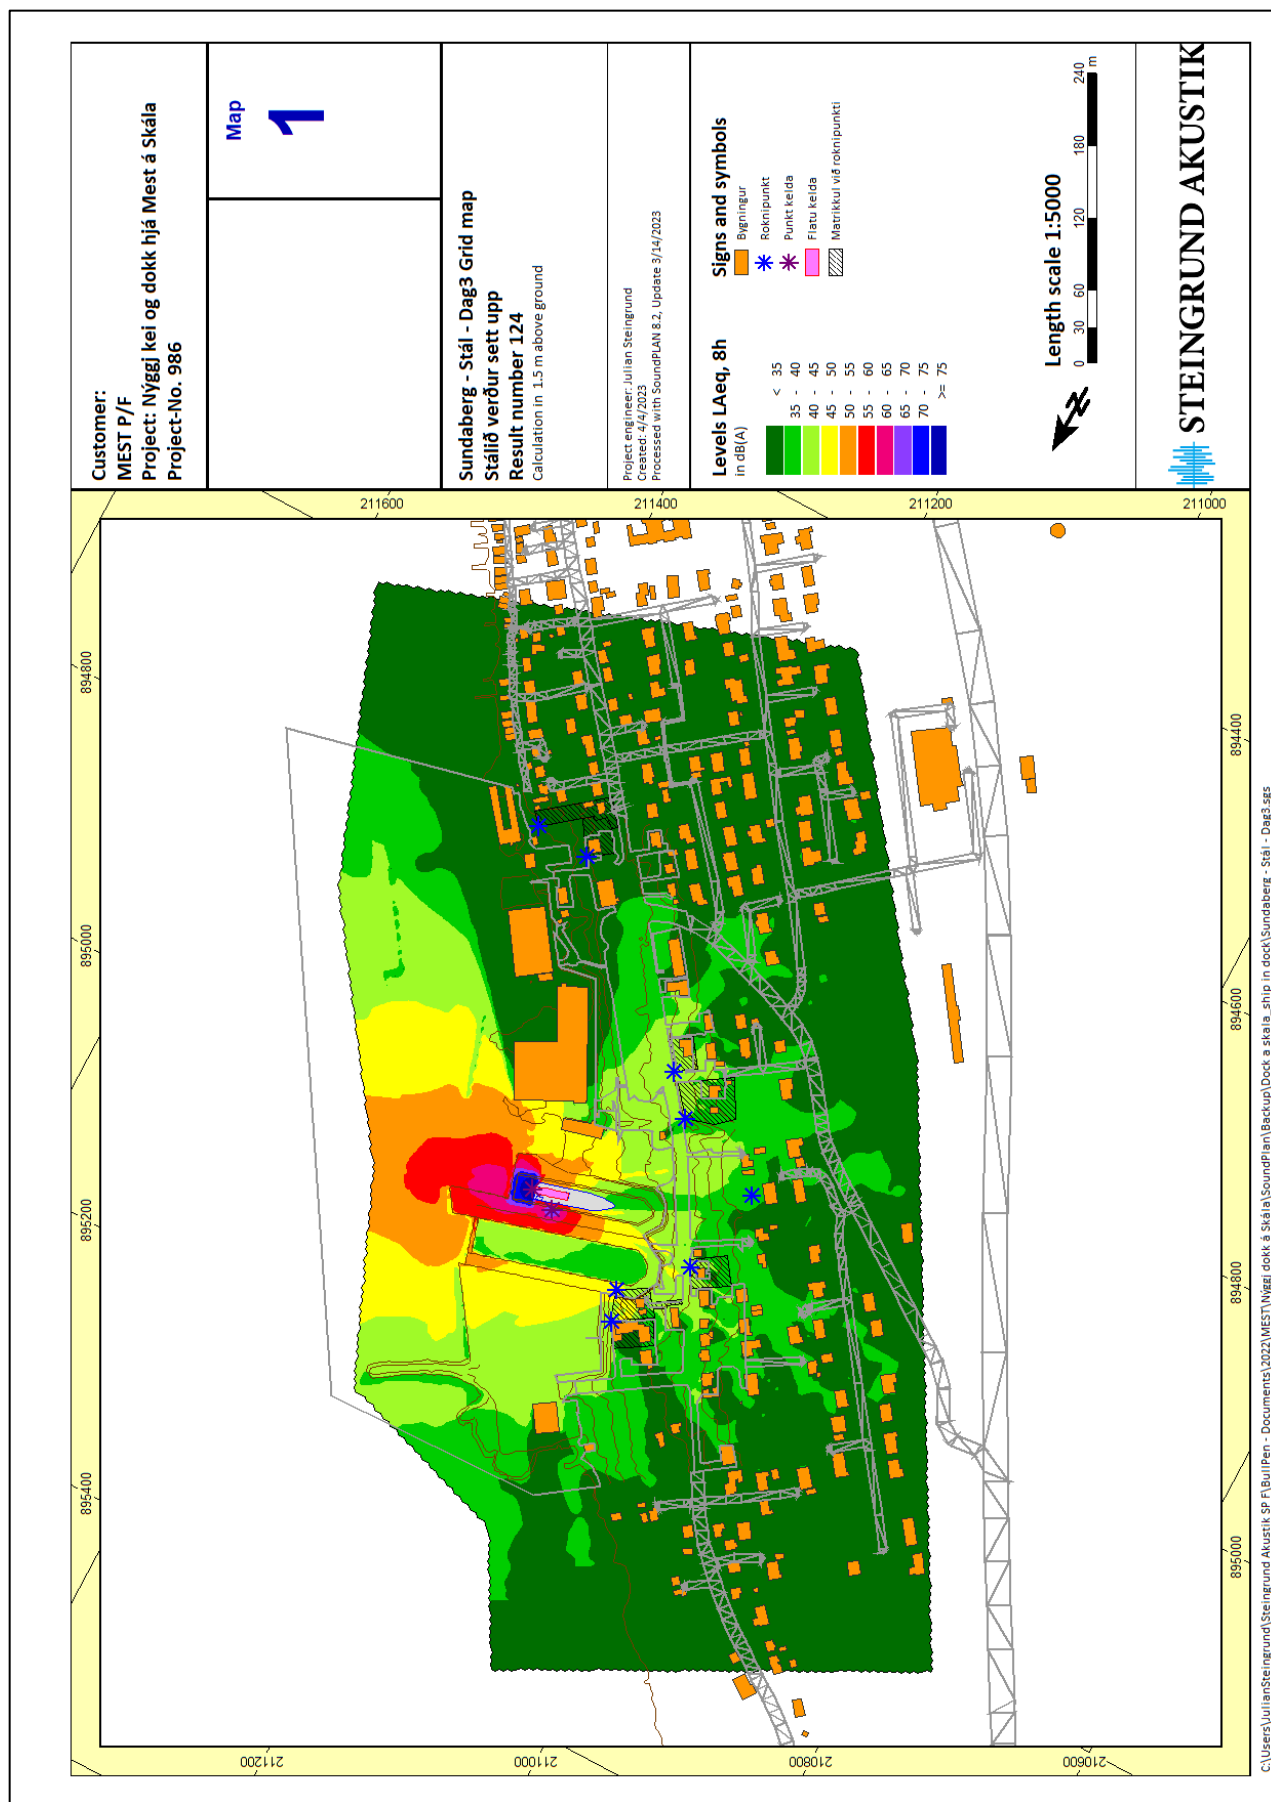 Customer:
MEST P/F
Project: Nýggj kei og dokk hjá Mest á Skála
Project-No. 986
Map
1
Sundaberg - Stál - Dag3 Grid map
Stálið verður sett upp
Result number 124
Calculation in 1.5 m above ground
Project engineer: Julian Steingrund
Created: 4/4/2023
Processed with SoundPLAN 8.2, Update 3/14/2023
Levels LAeq, 8h
in dB(A)
< 35
35 - 40
40 - 45
45 - 50
50 - 55
55 - 60
60 - 65
65 - 70
70 - 75
>= 75
Signs and symbols
Bygningur
Roknipunkt
Punkt kelda
Flatu kelda
Matrikkul við roknipunkti
Length scale 1:5000
0 30 60 120 180 240
m
N
STEINGRUND AKUSTIK
211600
211400
211200
211000
894800
895000
895200
895400
894400
894600
894800
895000
211200
211000
210800
210600
C:\Users\JulianSteingrund\Steingrund Akustik SP F\BullPen - Documents\2022\MEST\Nýggj dokk á Skála\SoundPlan\Backup\Dock a skala_ship in dock\Sundaberg - Stál - Dag3.sgs